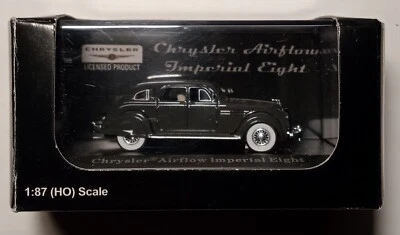 CHRYSLER
LICENSED PRODUCT
Chrysler Airflow
Imperial Eight
Chrysler® Airflow Imperial Eight
1:87 (HO) Scale